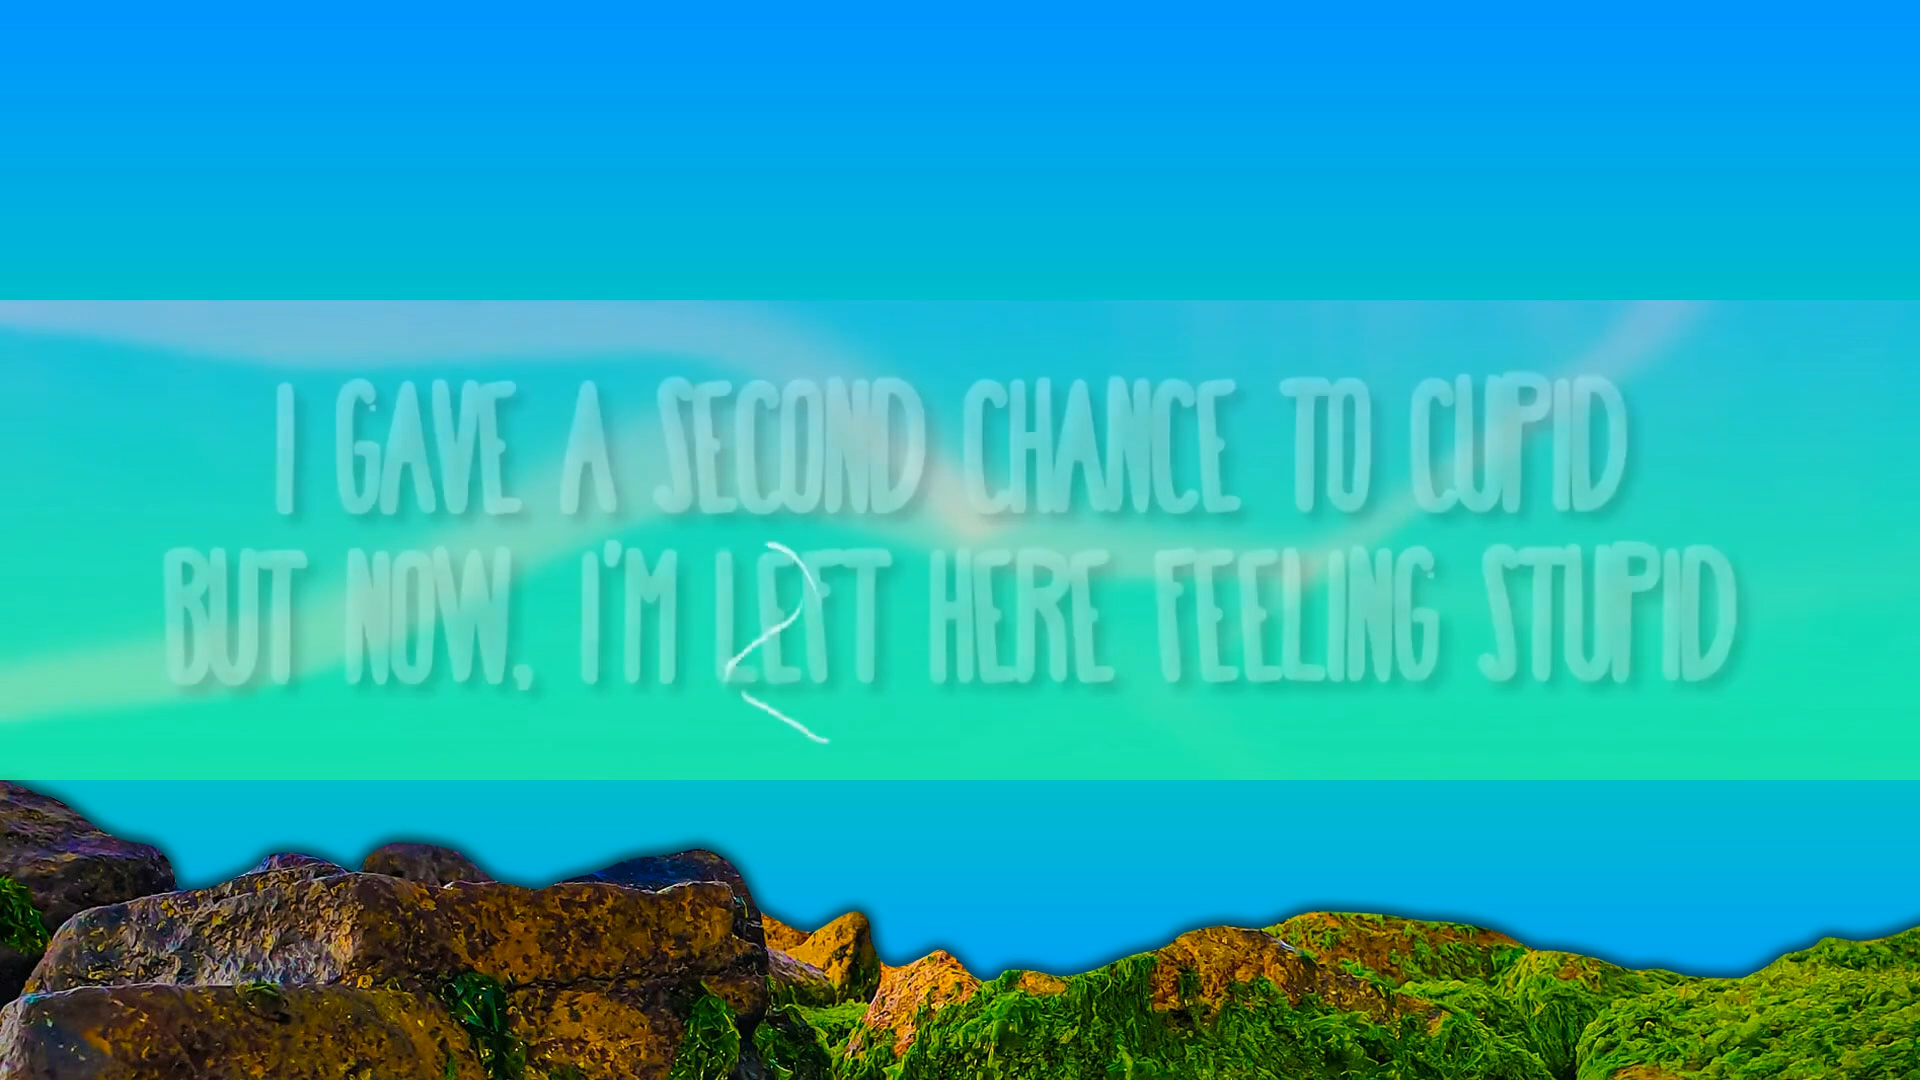 I GAVE A SECOND CHANCE TO CUPID
BUT NOW, I'M LEFT HERE FEELING STUPID